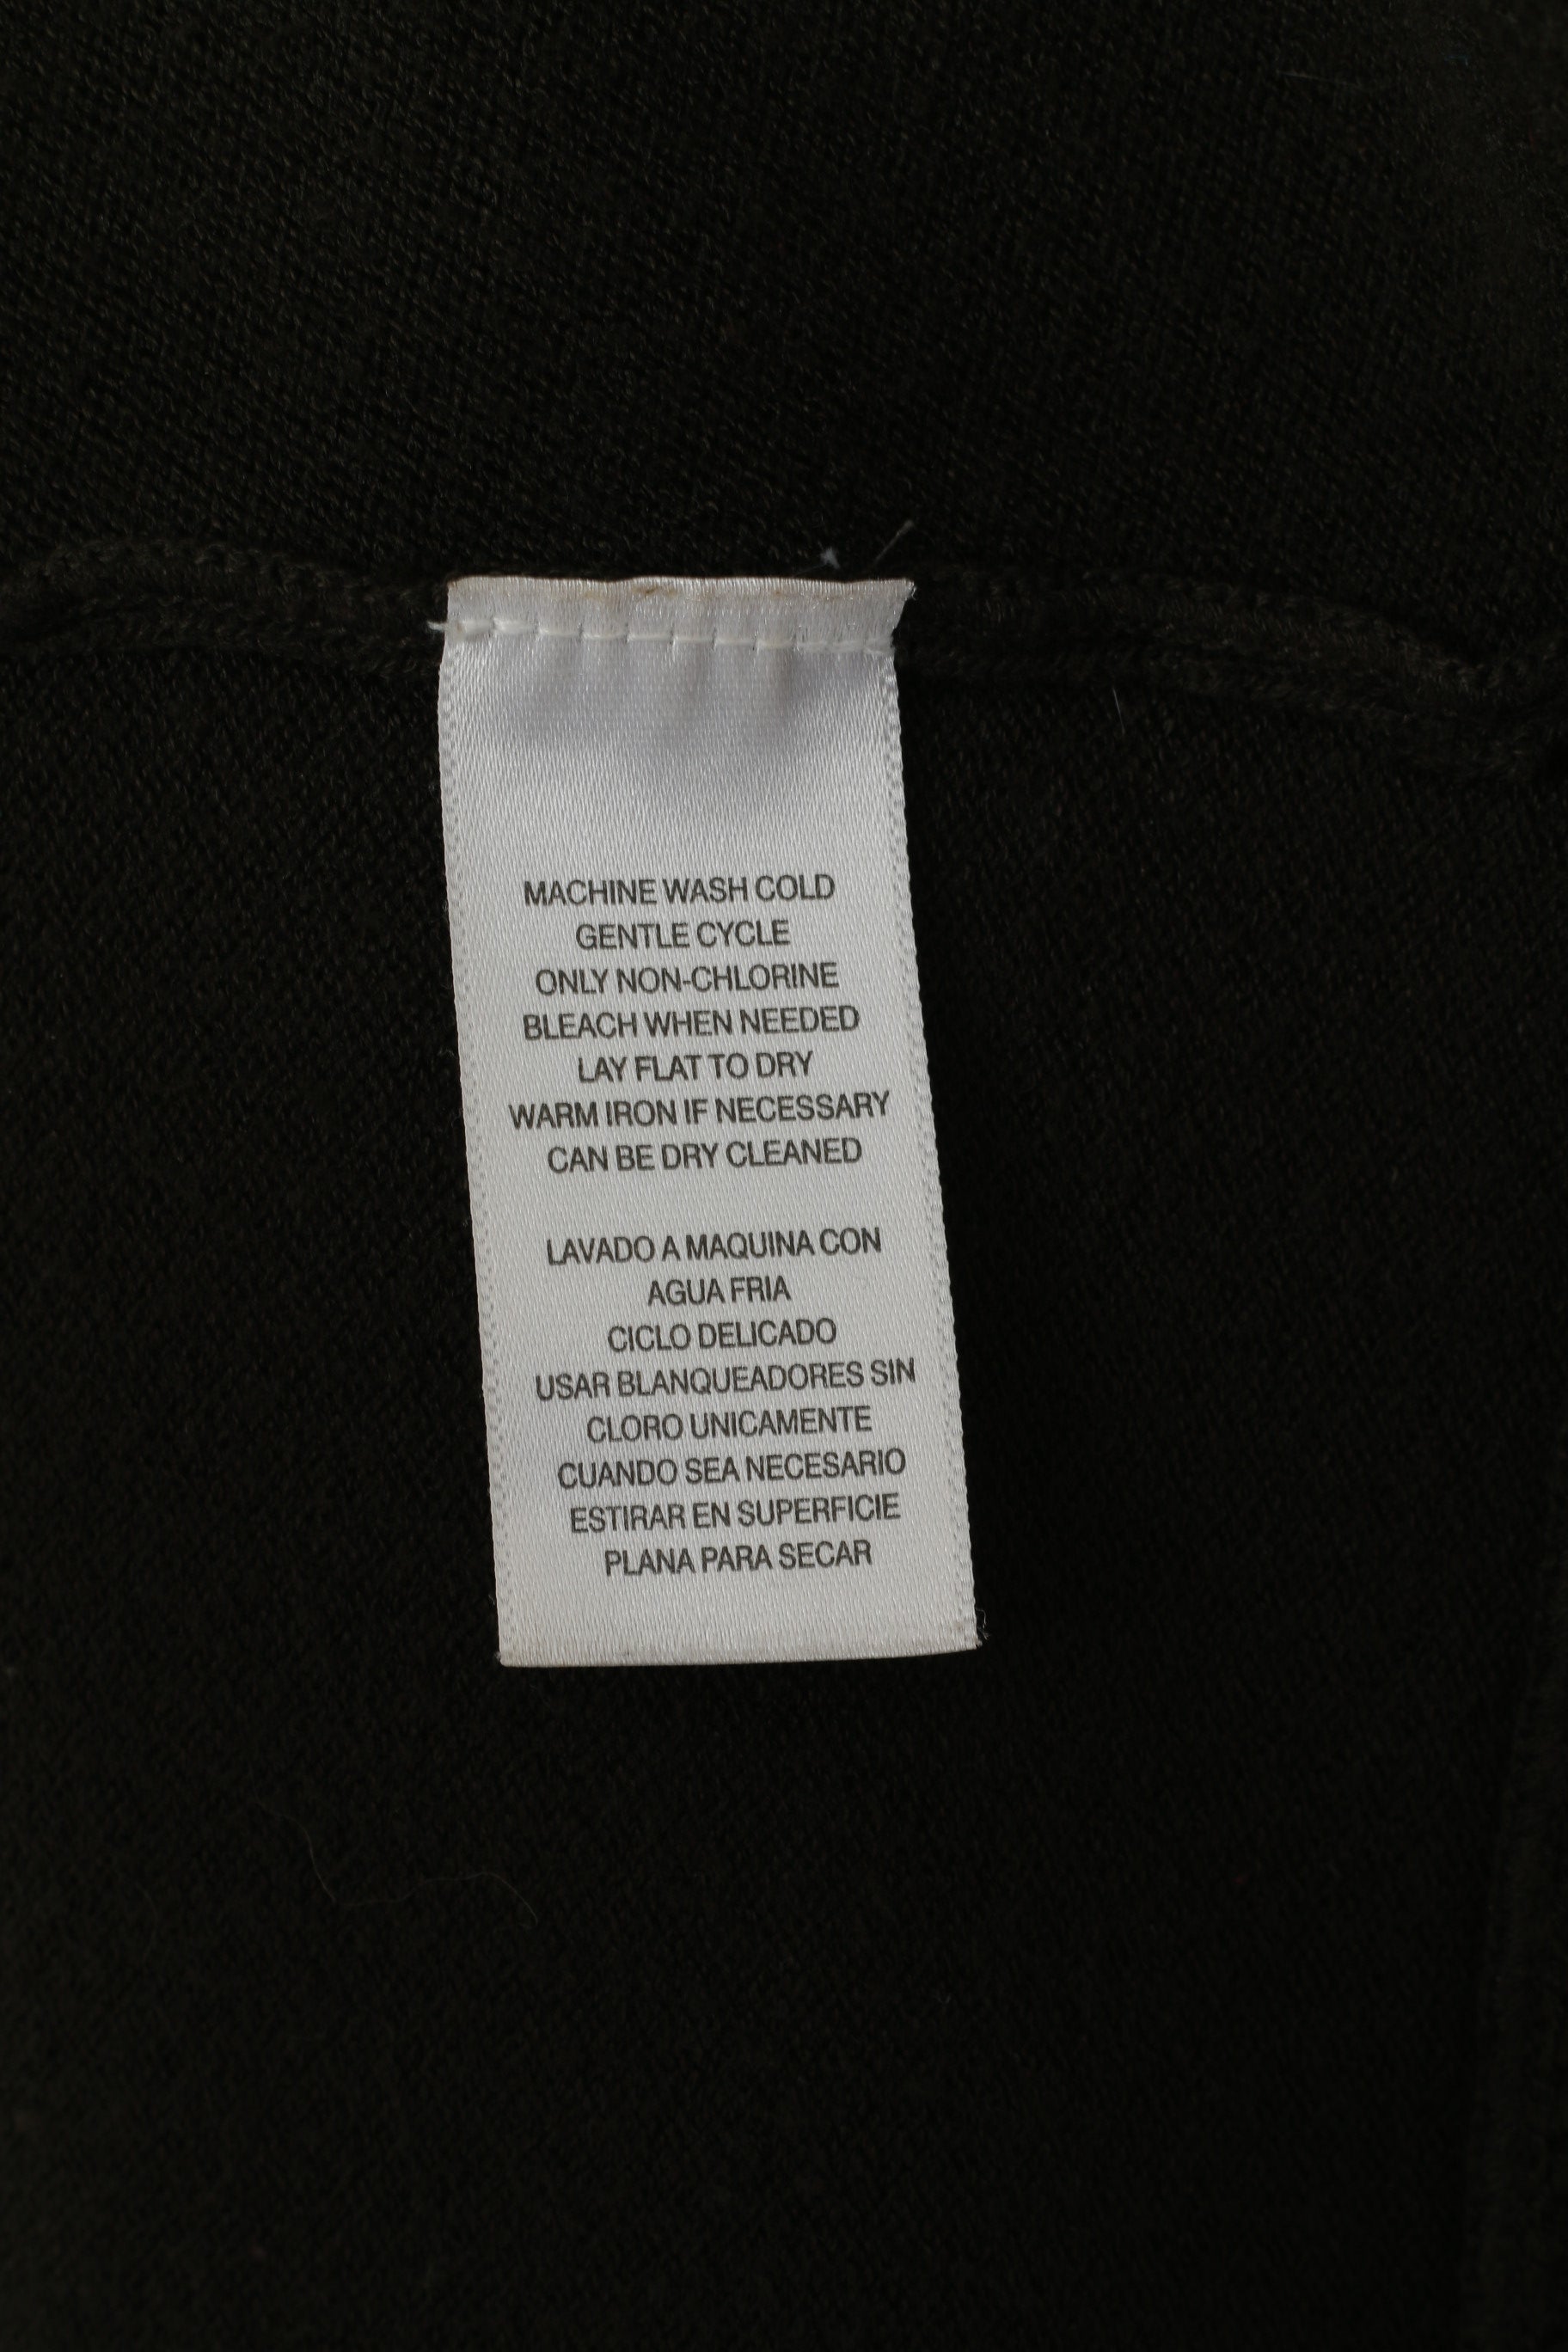 MACHINE WASH COLD
GENTLE CYCLE
ONLY NON-CHLORINE
BLEACH WHEN NEEDED
LAY FLAT TO DRY
WARM IRON IF NECESSARY
CAN BE DRY CLEANED
LAVADO A MAQUINA CON
AGUA FRIA
CICLO DELICADO
USAR BLANQUEADORES SIN
CLORO UNICAMENTE
CUANDO SEA NECESARIO
ESTIRAR EN SUPERFICIE
PLANA PARA SECAR